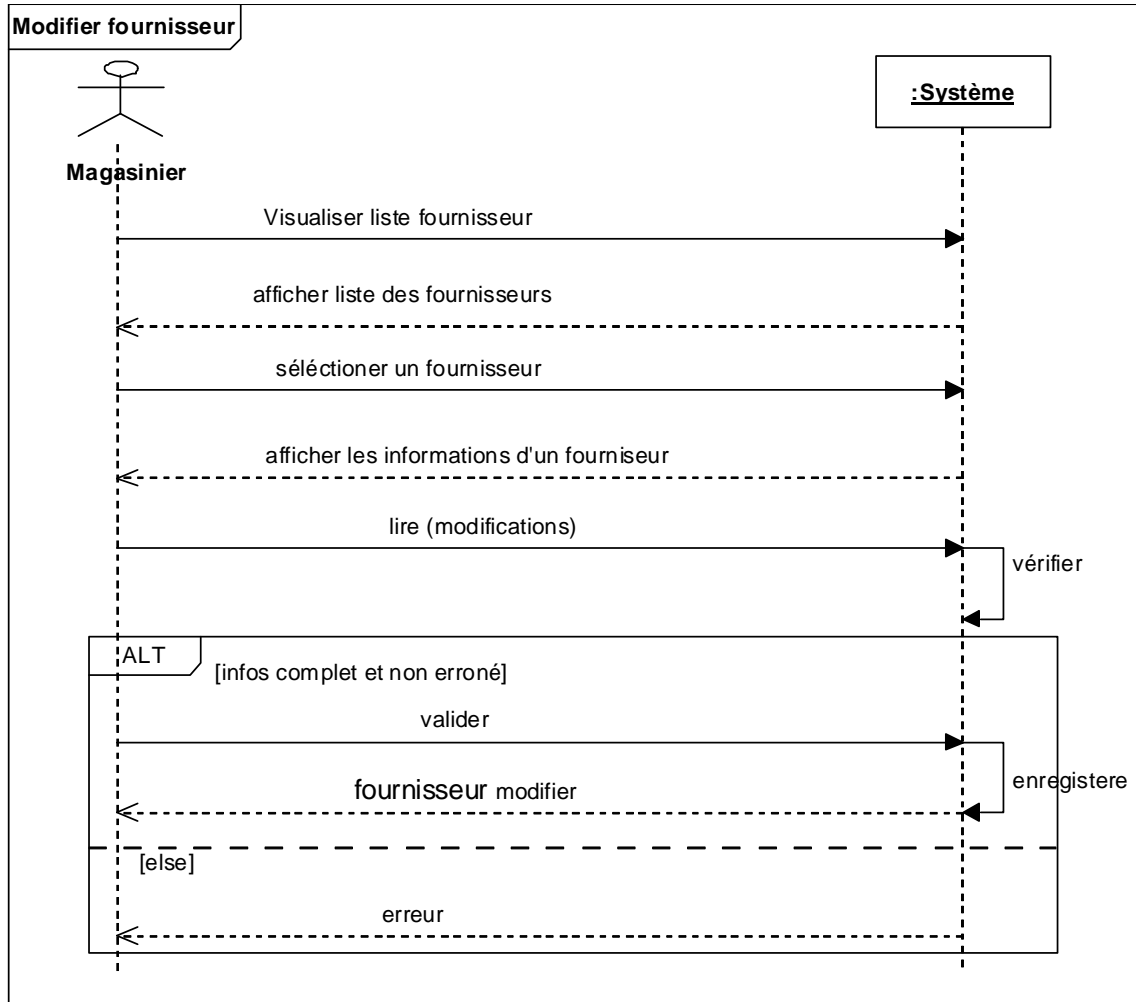 Modifier fournisseur
:Système
Magasinier
Visualiser liste fournisseur
afficher liste des fournisseurs
séléctioner un fournisseur
afficher les informations d'un fourniseur
lire (modifications)
vérifier
ALT
[infos complet et non erroné]
valider
enregistere
fournisseur modifier
[else]
erreur